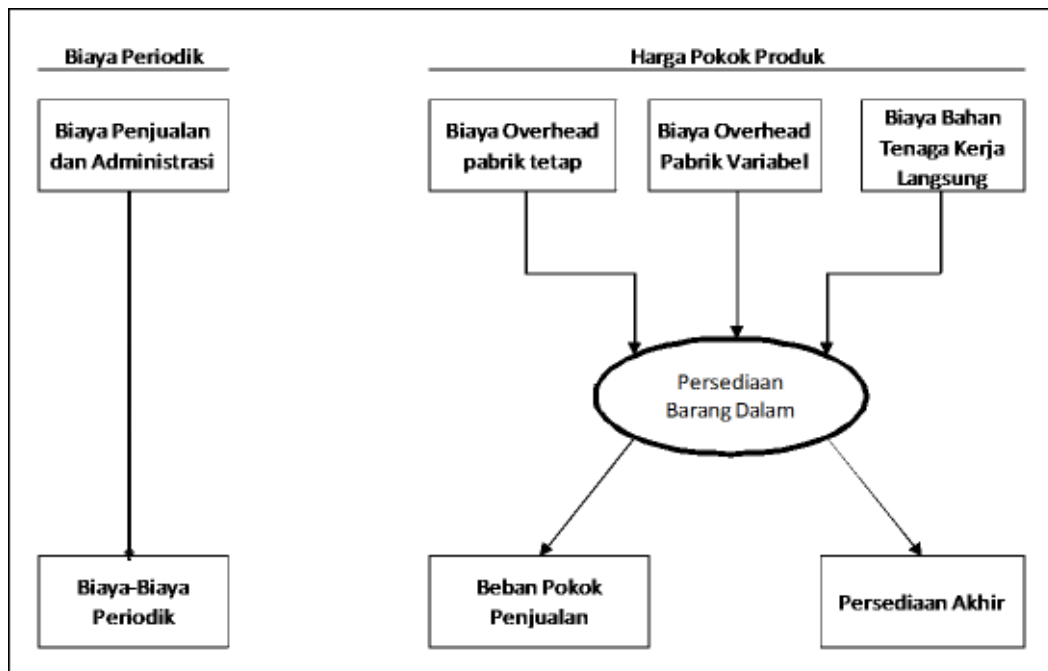 Biaya Periodik
Harga Pokok Produk
Biaya Penjualan
dan Administrasi
Biaya Overhead
pabrik tetap
Biaya Overhead
Pabrik Variabel
Biaya Bahan
Tenaga Kerja
Langsung
Persediaan
Barang Dalam
Biaya-Biaya
Periodik
Beban Pokok
Penjualan
Persediaan Akhir